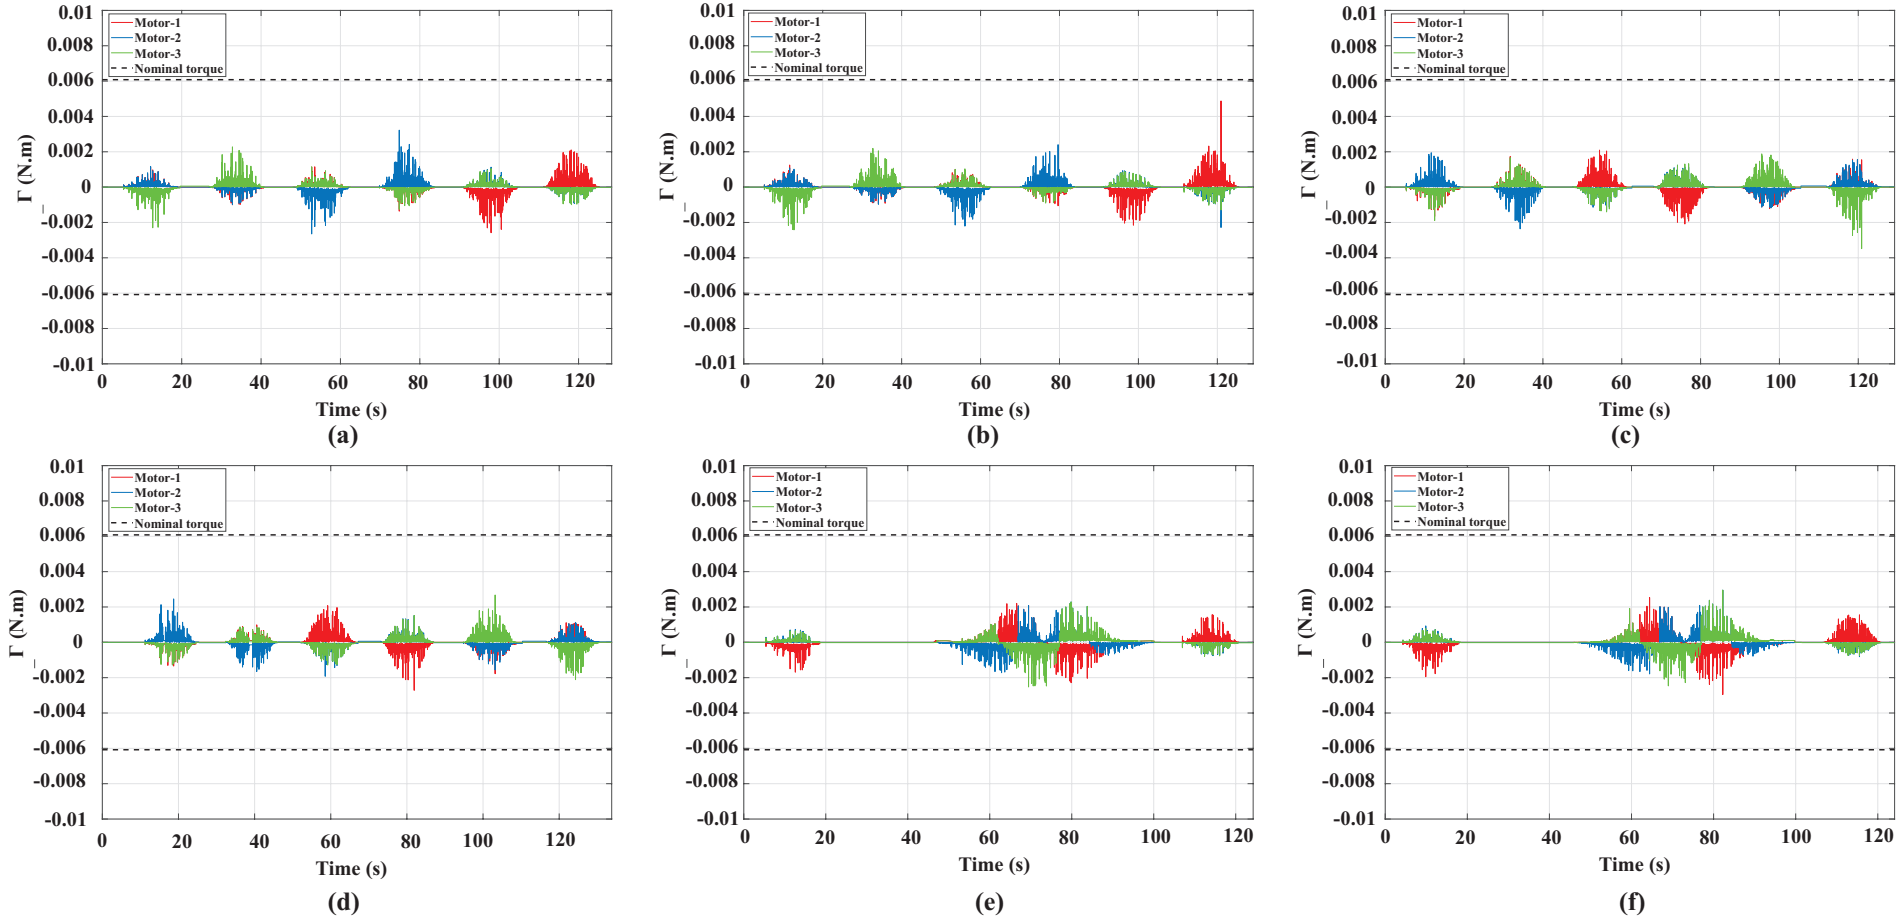 0.01
0.008
0.006
0.004
0.002
0
-0.002
-0.004
-0.006
-0.008
-0.01
Γ_ (N.m)
Motor-1
Motor-2
Motor-3
Nominal torque
0 20 40 60 80 100 120
Time (s)
(a)
0.01
0.008
0.006
0.004
0.002
0
-0.002
-0.004
-0.006
-0.008
-0.01
Γ_ (N.m)
Motor-1
Motor-2
Motor-3
Nominal torque
0 20 40 60 80 100 120
Time (s)
(b)
0.01
0.008
0.006
0.004
0.002
0
-0.002
-0.004
-0.006
-0.008
-0.01
Γ_ (N.m)
Motor-1
Motor-2
Motor-3
Nominal torque
0 20 40 60 80 100 120
Time (s)
(c)
0.01
0.008
0.006
0.004
0.002
0
-0.002
-0.004
-0.006
-0.008
-0.01
Γ_ (N.m)
Motor-1
Motor-2
Motor-3
Nominal torque
0 20 40 60 80 100 120
Time (s)
(d)
0.01
0.008
0.006
0.004
0.002
0
-0.002
-0.004
-0.006
-0.008
-0.01
Γ_ (N.m)
Motor-1
Motor-2
Motor-3
Nominal torque
0 20 40 60 80 100 120
Time (s)
(e)
0.01
0.008
0.006
0.004
0.002
0
-0.002
-0.004
-0.006
-0.008
-0.01
Γ_ (N.m)
Motor-1
Motor-2
Motor-3
Nominal torque
0 20 40 60 80 100 120
Time (s)
(f)